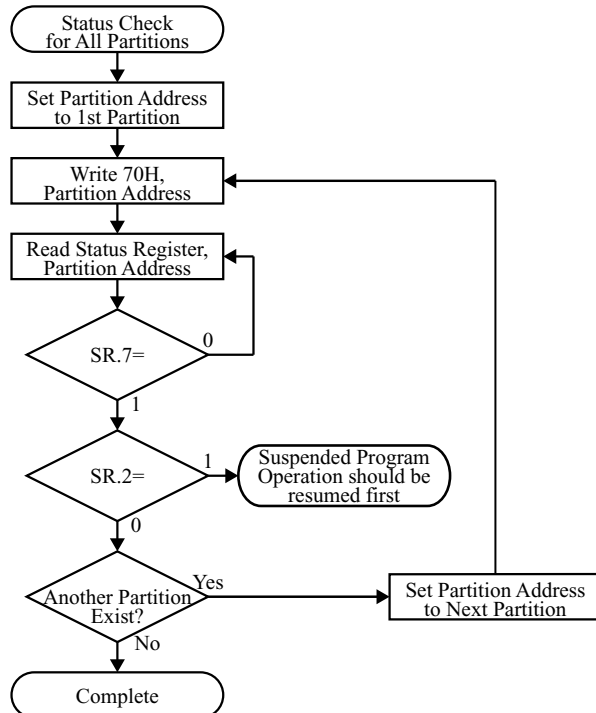 Status Check
for All Partitions
Set Partition Address
to 1st Partition
Write 70H,
Partition Address
Read Status Register,
Partition Address
SR.7=
0
1
SR.2=
1
Suspended Program
Operation should be
resumed first
0
Another Partition
Exist?
Yes
Set Partition Address
to Next Partition
No
Complete